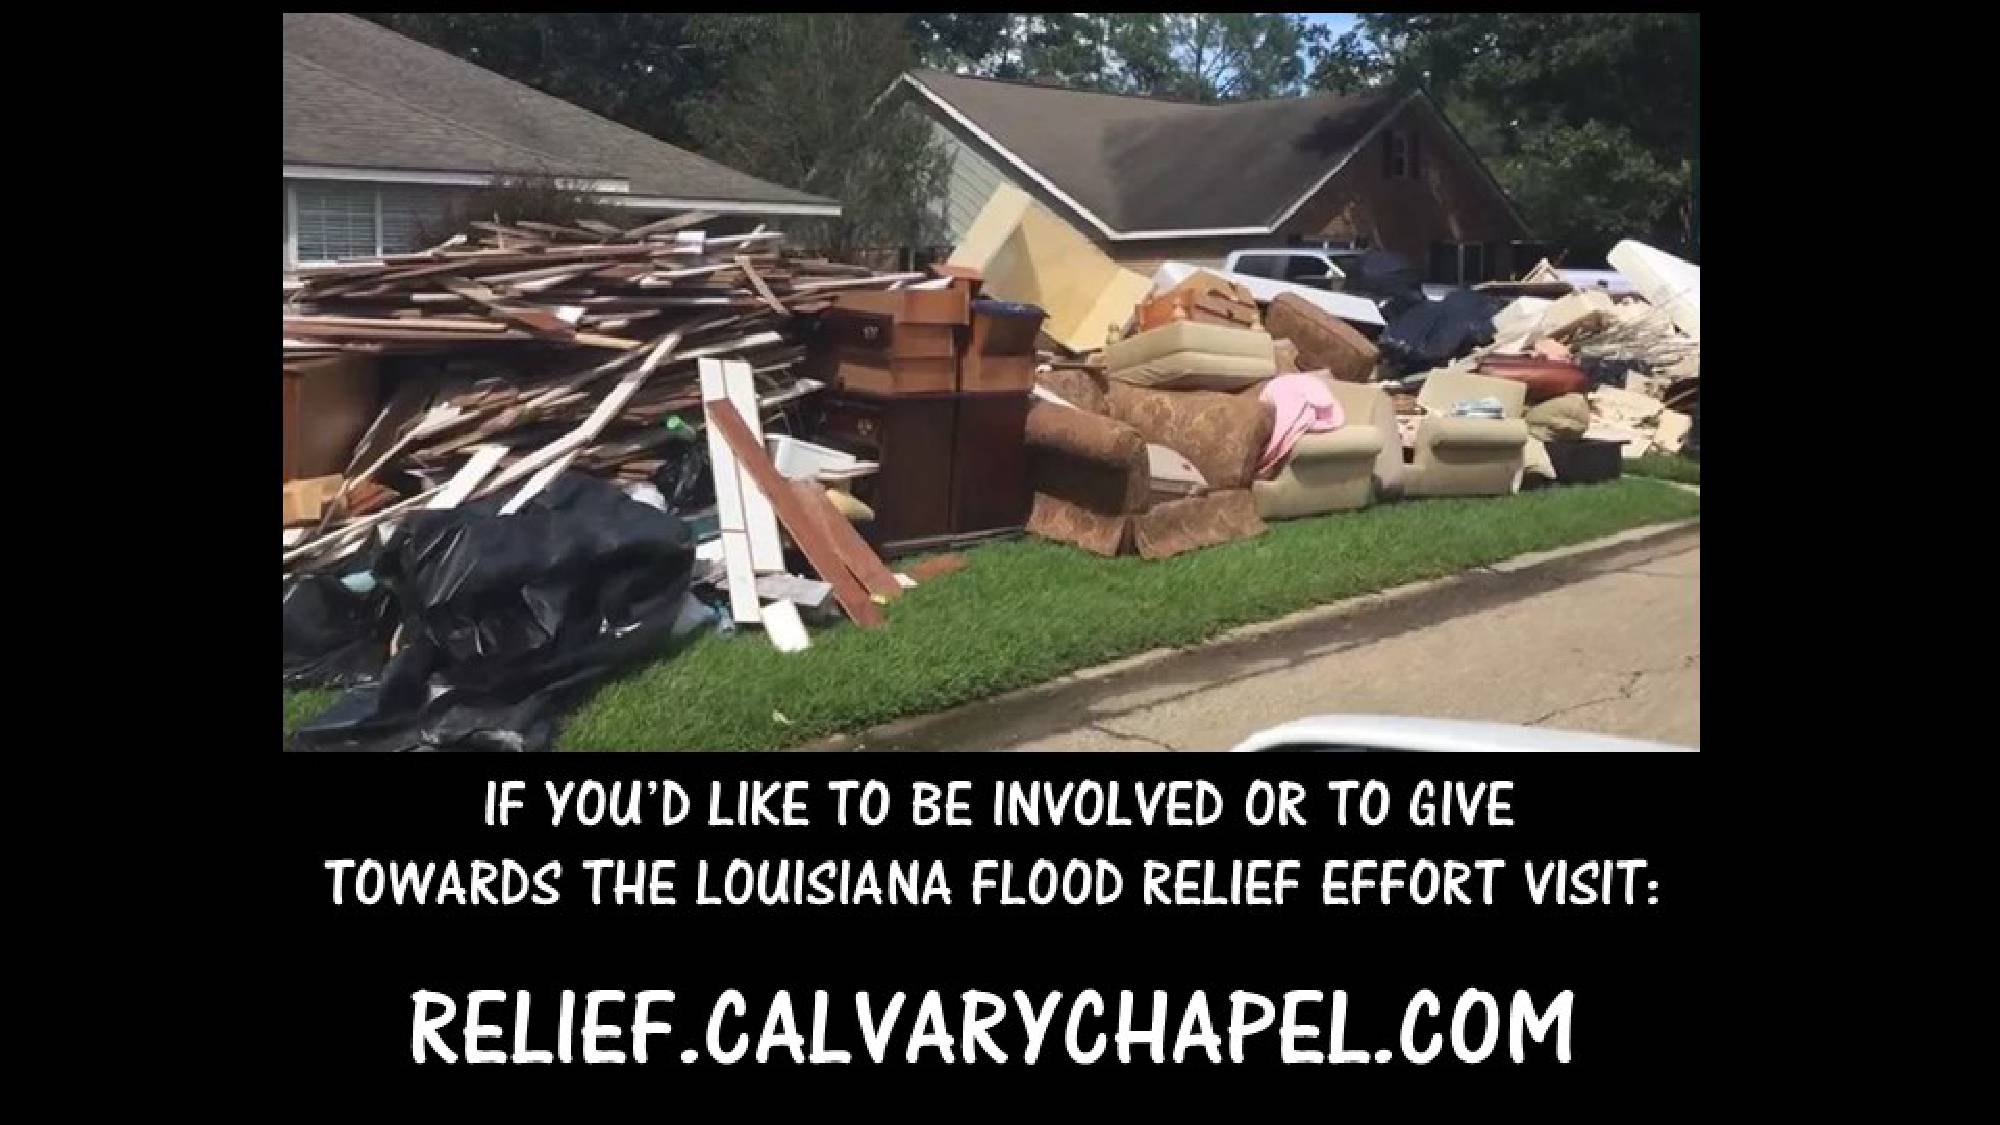 IF YOU'D LIKE TO BE INVOLVED OR TO GIVE
TOWARDS THE LOUISIANA FLOOD RELIEF EFFORT VISIT:
RELIEF.CALVARYCHAPEL.COM